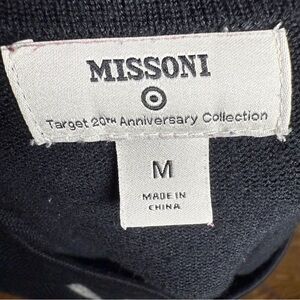 MISSONI
Target 20TH Anniversary Collection
M
MADE IN
CHINA